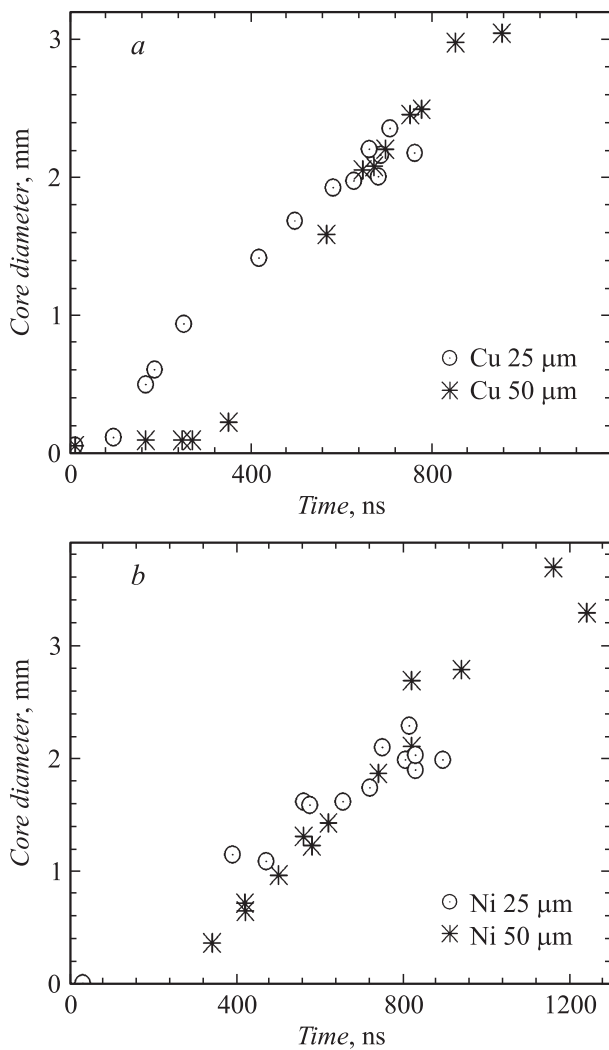 a
3
2
1
0
Core diameter, mm
Cu 25 μm
Cu 50 μm
0 400 800
Time, ns
b
3
2
1
0
Core diameter, mm
Ni 25 μm
Ni 50 μm
0 400 800 1200
Time, ns